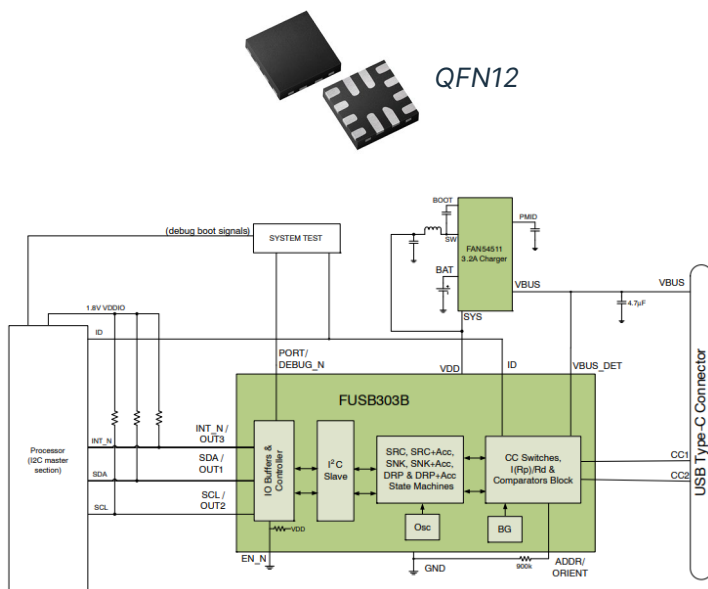 QFN12
(debug boot signals)
SYSTEM TEST
BOOT
PMID
SW
FAN54511
3.2A Charger
BAT
VBUS
VBUS
4.7μF
SYS
1.8V VDDIO
ID
PORT/
DEBUG_N
VDD
ID
VBUS_DET
FUSB303B
Processor
(I2C master
section)
INT_N
INT_N /
OUT3
SDA
SDA /
OUT1
SCL
SCL /
OUT2
IO Buffers &
Controller
I²C
Slave
SRC, SRC+Acc,
SNK, SNK+Acc,
DRP & DRP+Acc
State Machines
CC Switches,
I(Rp)/Rd &
Comparators Block
Osc
BG
VDD
CC1
CC2
USB Type-C Connector
EN_N
GND
900k
ADDR/
ORIENT